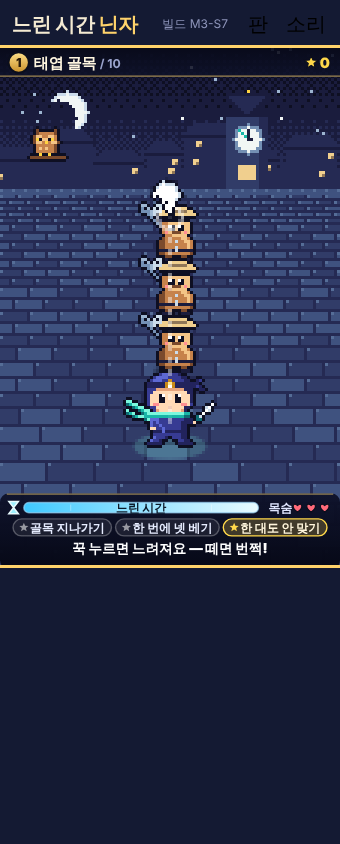 느린 시간 닌자 빌드 M3-S7 판 소리
1 태엽 골목 / 10 ★ 0
느린 시간 목숨 ♥ ♥ ♥
★ 골목 지나가기 ★ 한 번에 넷 베기 ★ 한 대도 안 맞기
꾹 누르면 느려져요 — 떼면 번쩍!